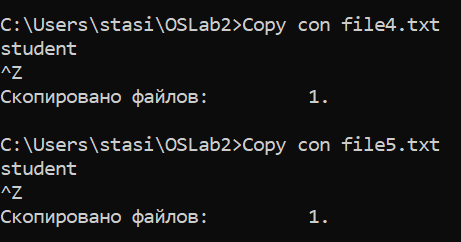 C:\Users\stasi\OSLab2>Copy con file4.txt
student
^Z
Скопировано файлов:         1.
C:\Users\stasi\OSLab2>Copy con file5.txt
student
^Z
Скопировано файлов:         1.